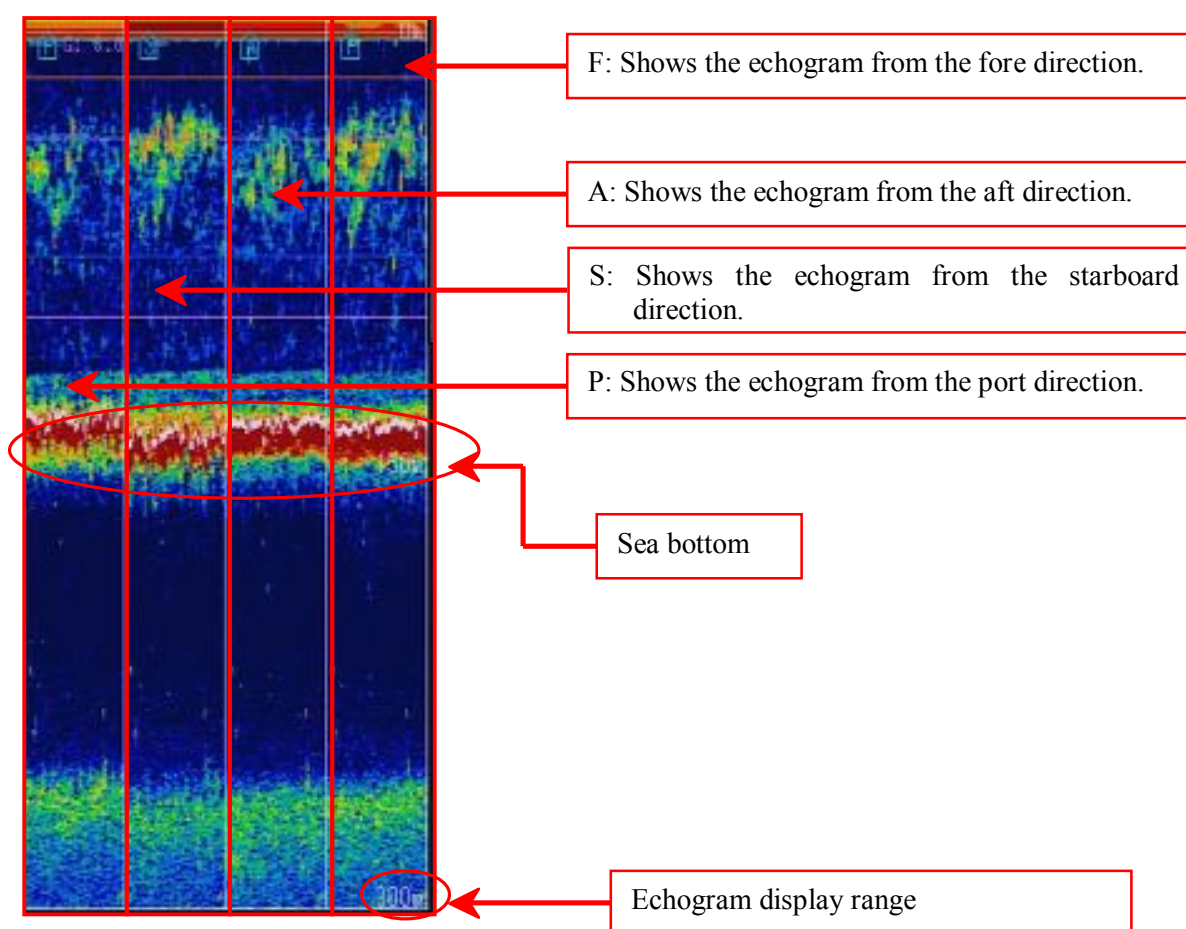 F: Shows the echogram from the fore direction.
A: Shows the echogram from the aft direction.
S: Shows the echogram from the starboard
direction.
P: Shows the echogram from the port direction.
Sea bottom
Echogram display range
300m